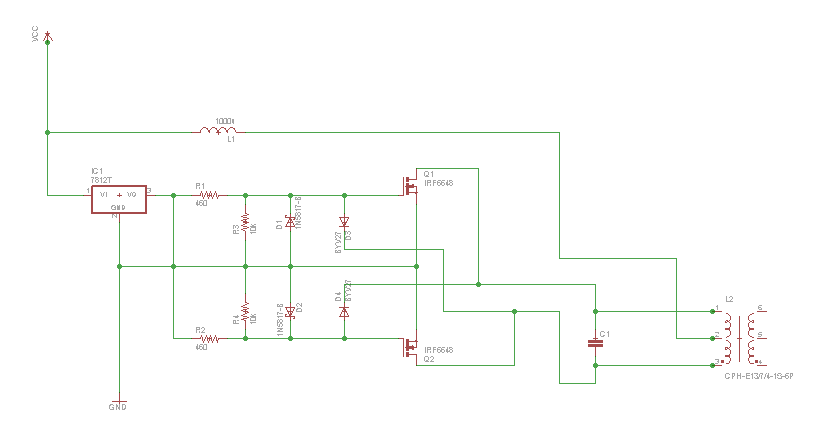 VCC
1000u
L1
IC1
7812T
1
VI
VO
3
GND
2
R1
460
R3
10K
D1
1N5817-B
D3
BYV27
Q1
IRF6648
R4
10K
1N5817-B
D2
D4
BYV27
R2
460
IRF6648
Q2
C1
L2
1
2
3
6
5
4
CPH-E13/7/4-1S-6P
GND